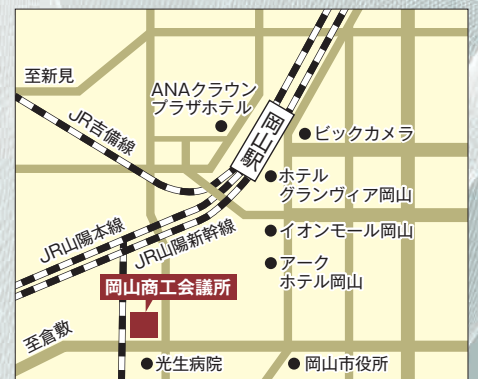 至新見
ANAクラウン
プラザホテル
JR吉備線
岡山駅
ビックカメラ
ホテル
グランヴィア岡山
JR山陽本線
JR山陽新幹線
イオンモール岡山
アーク
ホテル岡山
岡山商工会議所
至倉敷
光生病院
岡山市役所